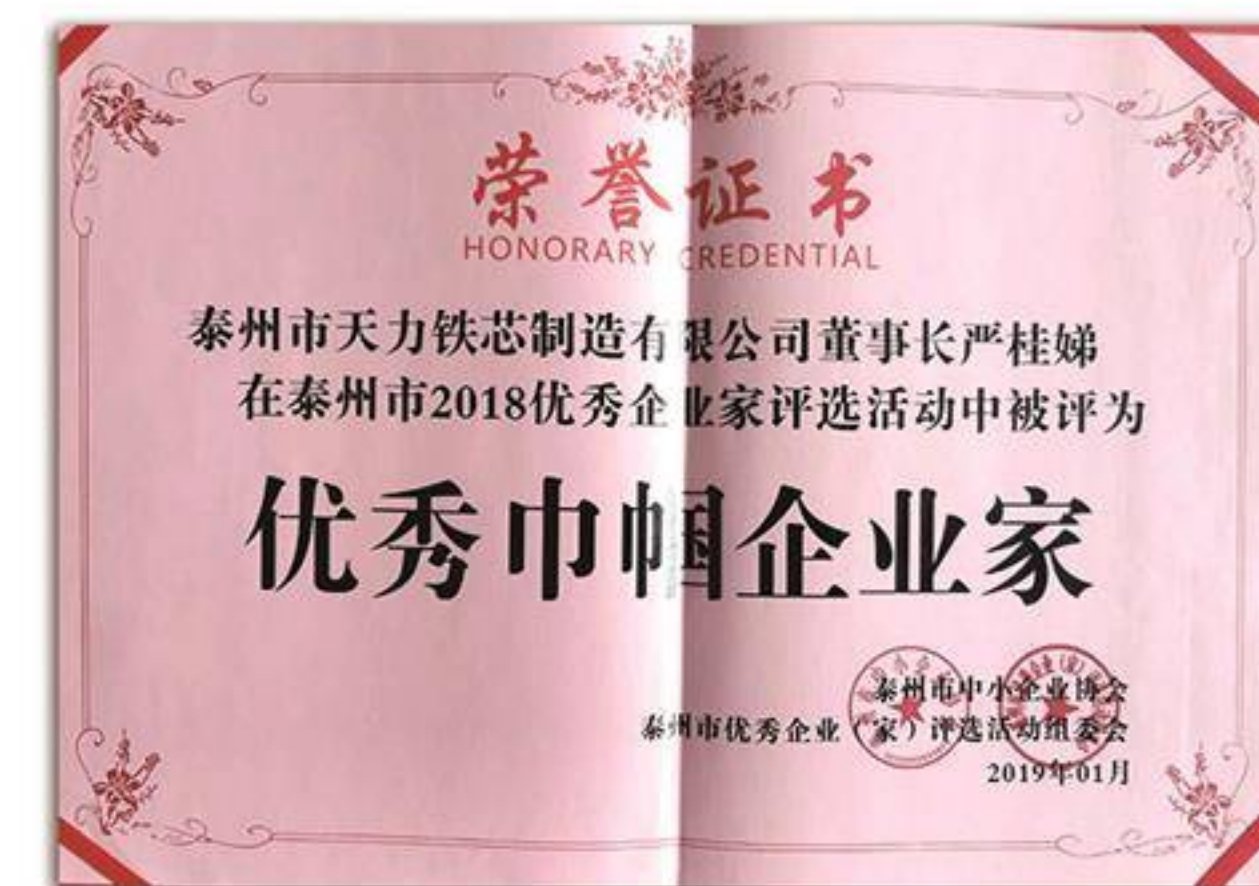 荣誉证书
HONORARY CREDENTIAL
泰州市天力铁芯制造有限公司董事长严桂娣
在泰州市2018优秀企业家评选活动中被评为
优秀巾帼企业家
泰州市中小企业协会
泰州市优秀企业（家）评选活动组委会
2019年01月